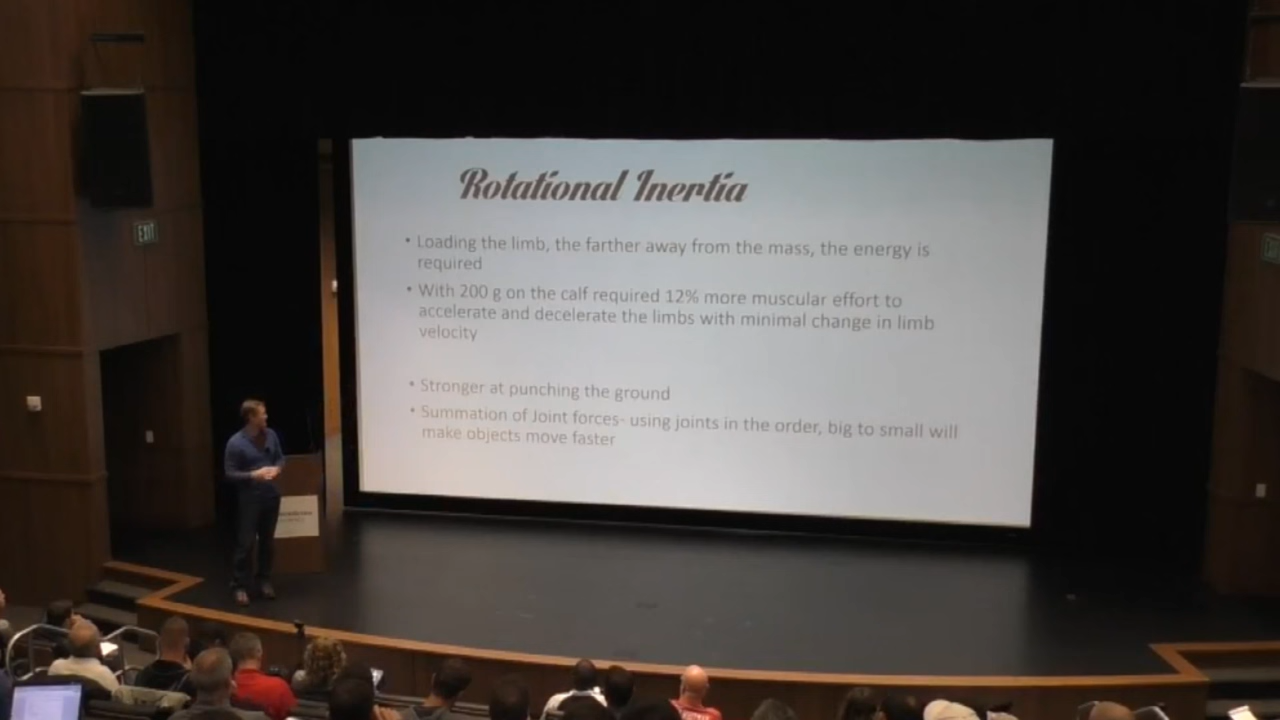 Rotational Inertia
• Loading the limb, the farther away from the mass, the energy is
required
• With 200 g on the calf required 12% more muscular effort to
accelerate and decelerate the limbs with minimal change in limb
velocity
• Stronger at punching the ground
• Summation of Joint forces- using joints in the order, big to small will
make objects move faster
EXIT